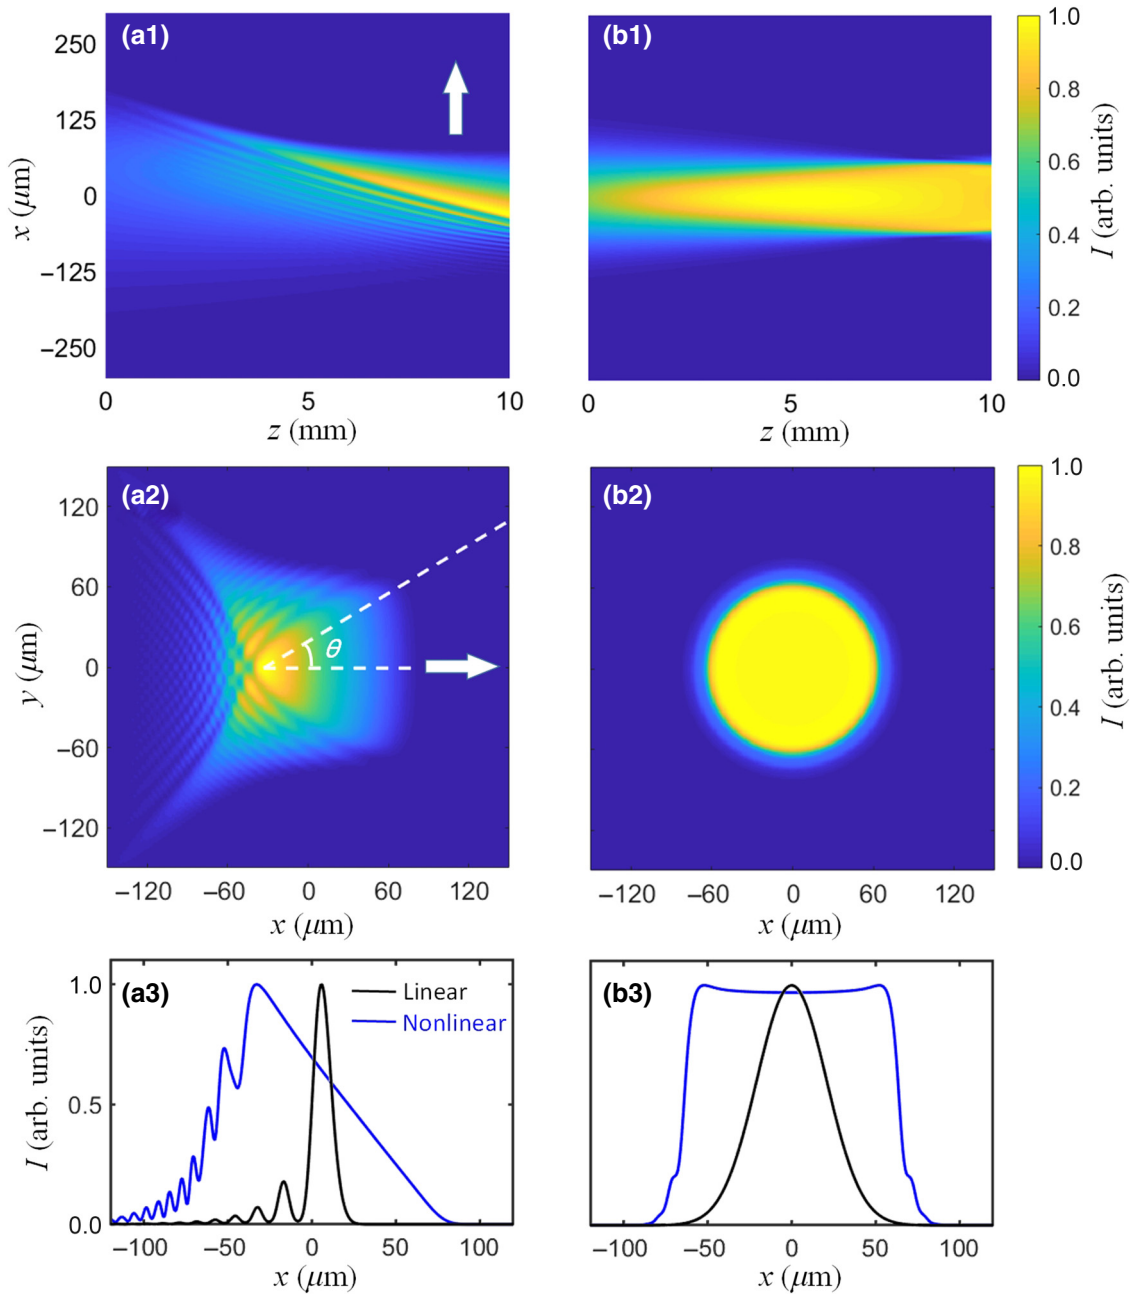 (a1)
250
125
0
−125
−250
x (μm)
0
5
10
z (mm)
(b1)
0
5
10
z (mm)
1.0
0.8
0.6
0.4
0.2
0.0
I (arb. units)
(a2)
120
60
0
−60
−120
y (μm)
θ
−120
−60
0
60
120
x (μm)
(b2)
−120
−60
0
60
120
x (μm)
1.0
0.8
0.6
0.4
0.2
0.0
I (arb. units)
(a3)
1.0
0.5
0.0
I (arb. units)
Linear
Nonlinear
−100
−50
0
50
100
x (μm)
(b3)
−100
−50
0
50
100
x (μm)